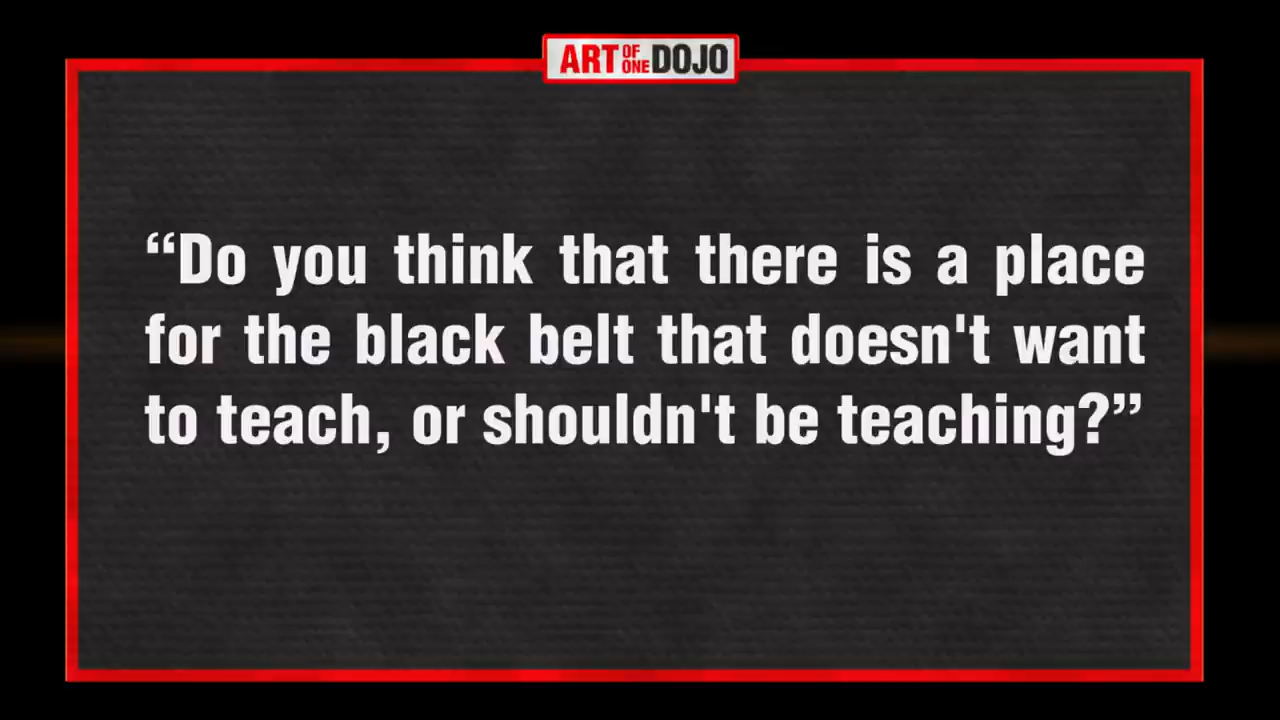 ART OF ONE DOJO
“Do you think that there is a place
for the black belt that doesn't want
to teach, or shouldn't be teaching?”